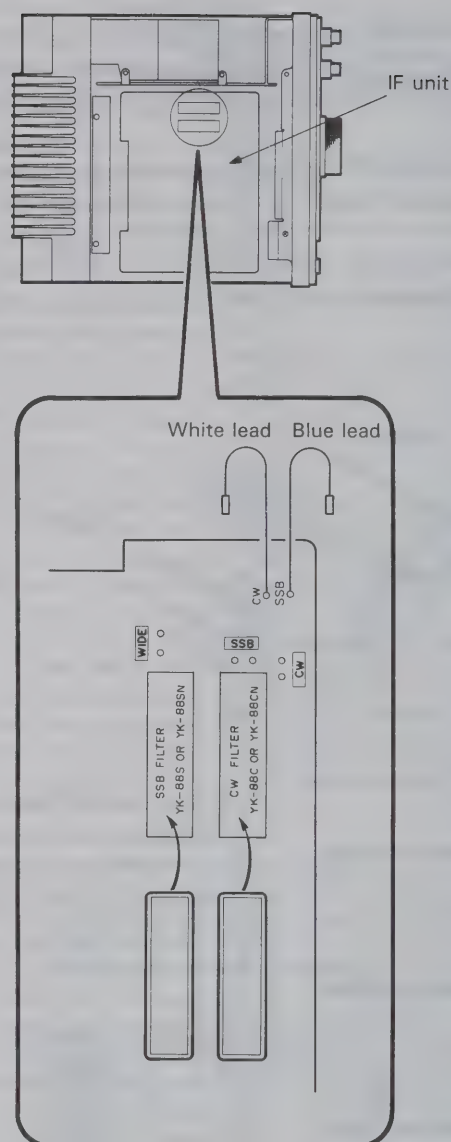 IF unit
White lead
Blue lead
CW
SSB
WIDE
SSB
CW
SSB FILTER
YK-88S OR YK-88SN
CW FILTER
YK-88C OR YK-88CN